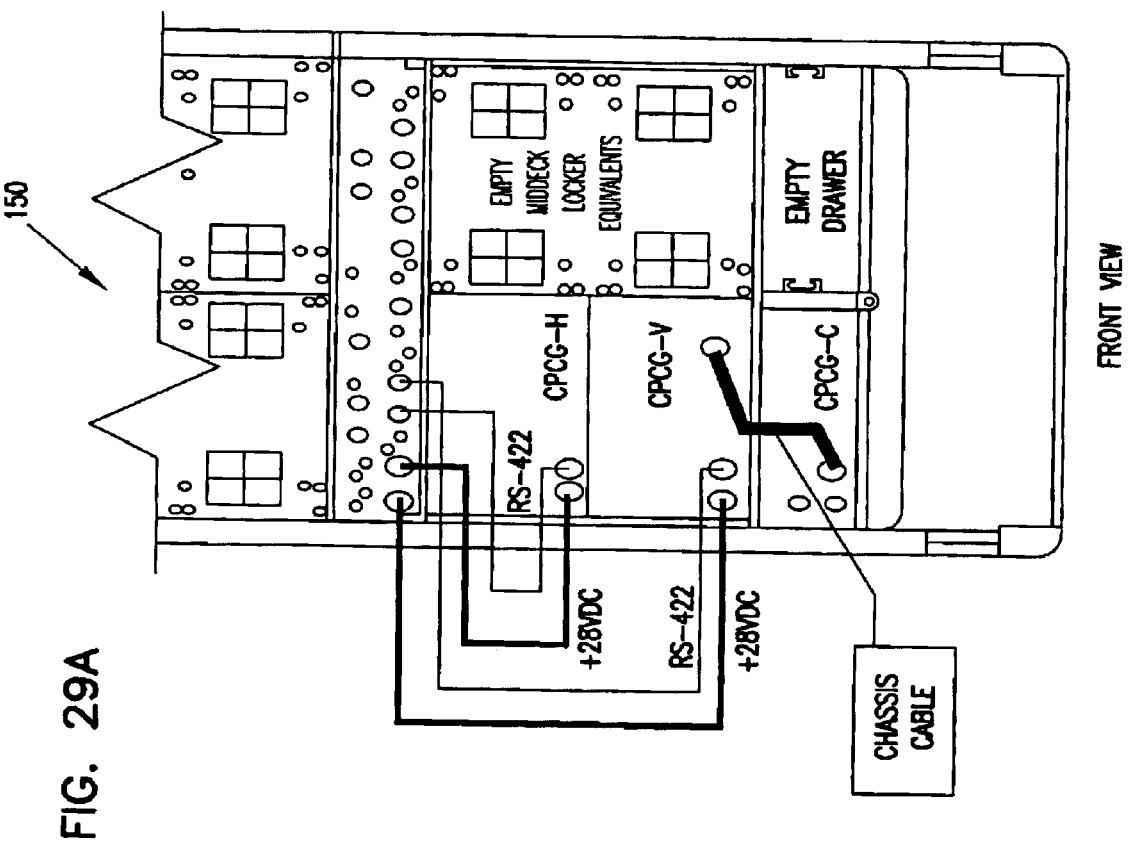 FIG. 29A
150
EMPTY
MIDDECK
LOCKER
EQUIVALENTS
EMPTY
DRAWER
CPCG-H
CPCG-V
CPCG-C
RS-422
+28VDC
RS-422
+28VDC
CHASSIS
CABLE
FRONT VIEW